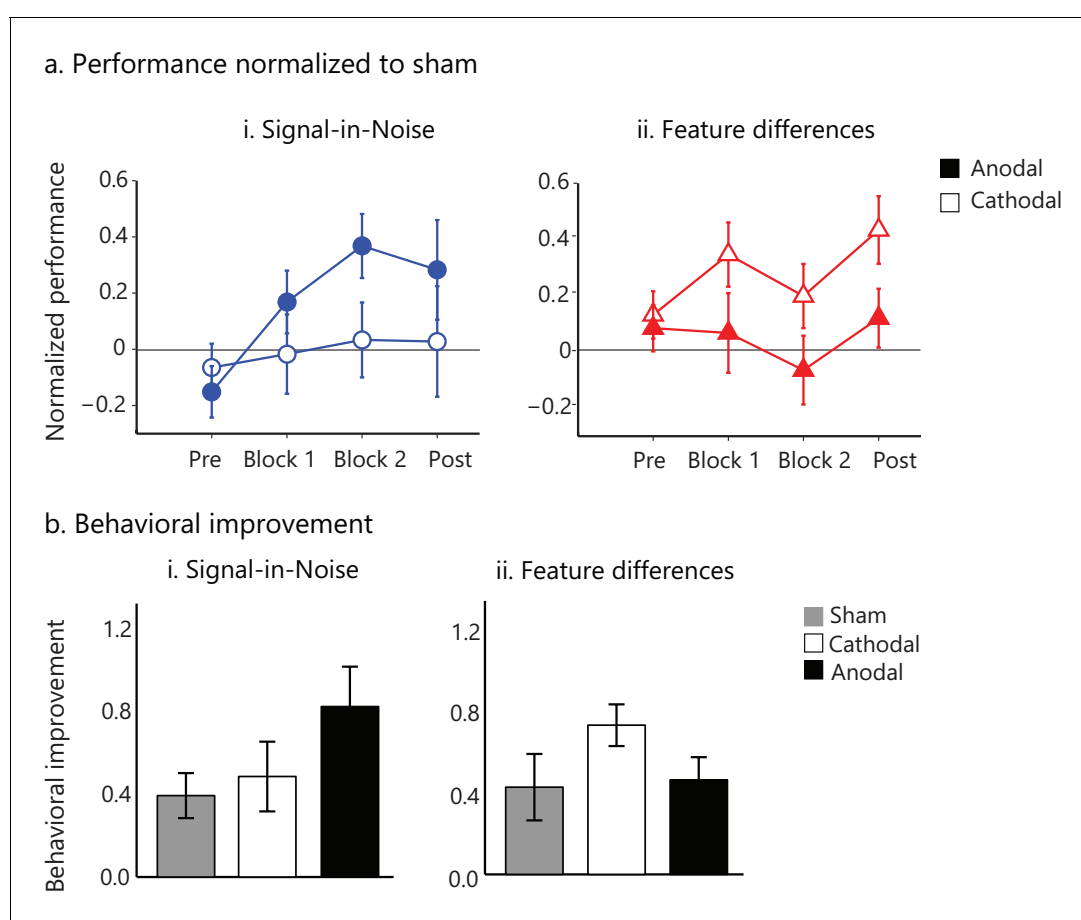 a. Performance normalized to sham
i. Signal-in-Noise
ii. Feature differences
Normalized performance
0.6
0.4
0.2
0
−0.2
Pre Block 1 Block 2 Post
0.6
0.4
0.2
0
−0.2
Pre Block 1 Block 2 Post
Anodal
Cathodal
b. Behavioral improvement
i. Signal-in-Noise
ii. Feature differences
Behavioral improvement
1.2
0.8
0.4
0.0
1.2
0.8
0.4
0.0
Sham
Cathodal
Anodal